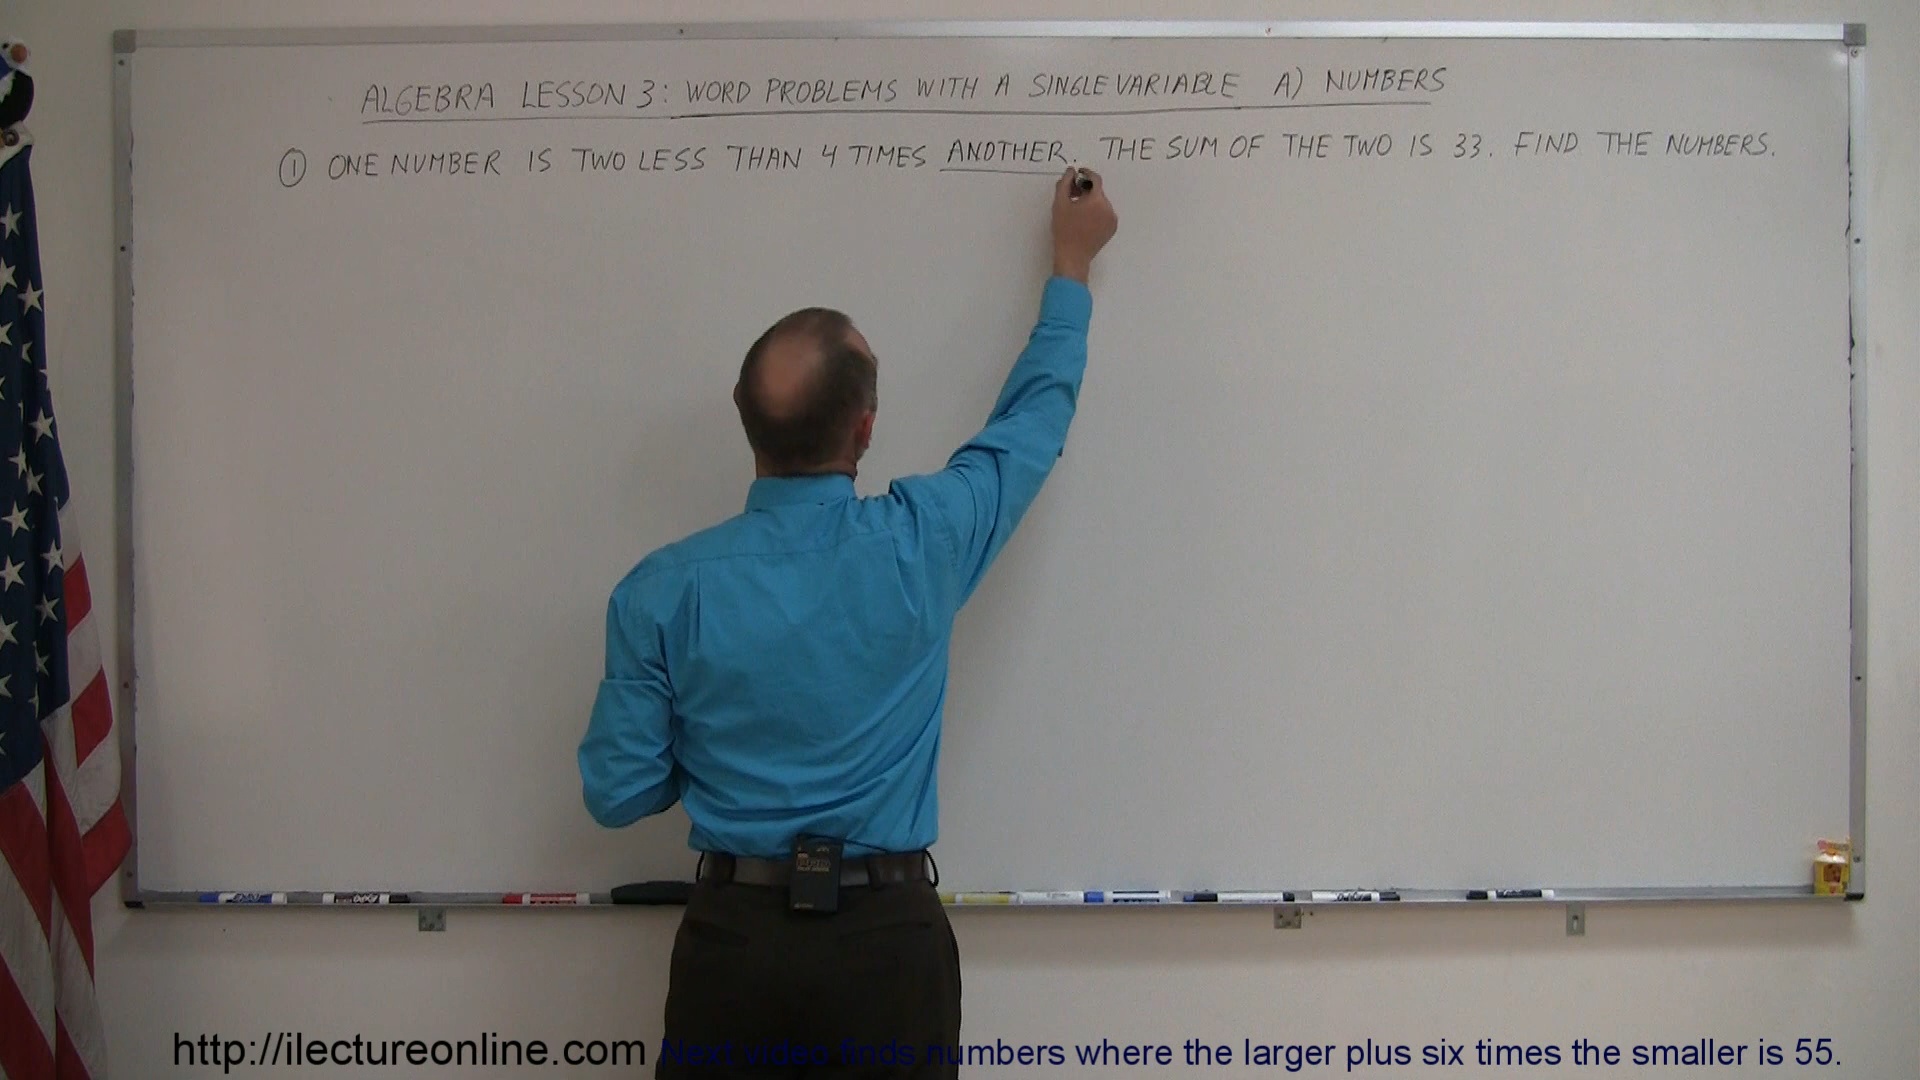 ALGEBRA LESSON 3: WORD PROBLEMS WITH A SINGLE VARIABLE A) NUMBERS
① ONE NUMBER IS TWO LESS THAN 4 TIMES ANOTHER. THE SUM OF THE TWO IS 33. FIND THE NUMBERS.
http://ilectureonline.com Next video finds numbers where the larger plus six times the smaller is 55.